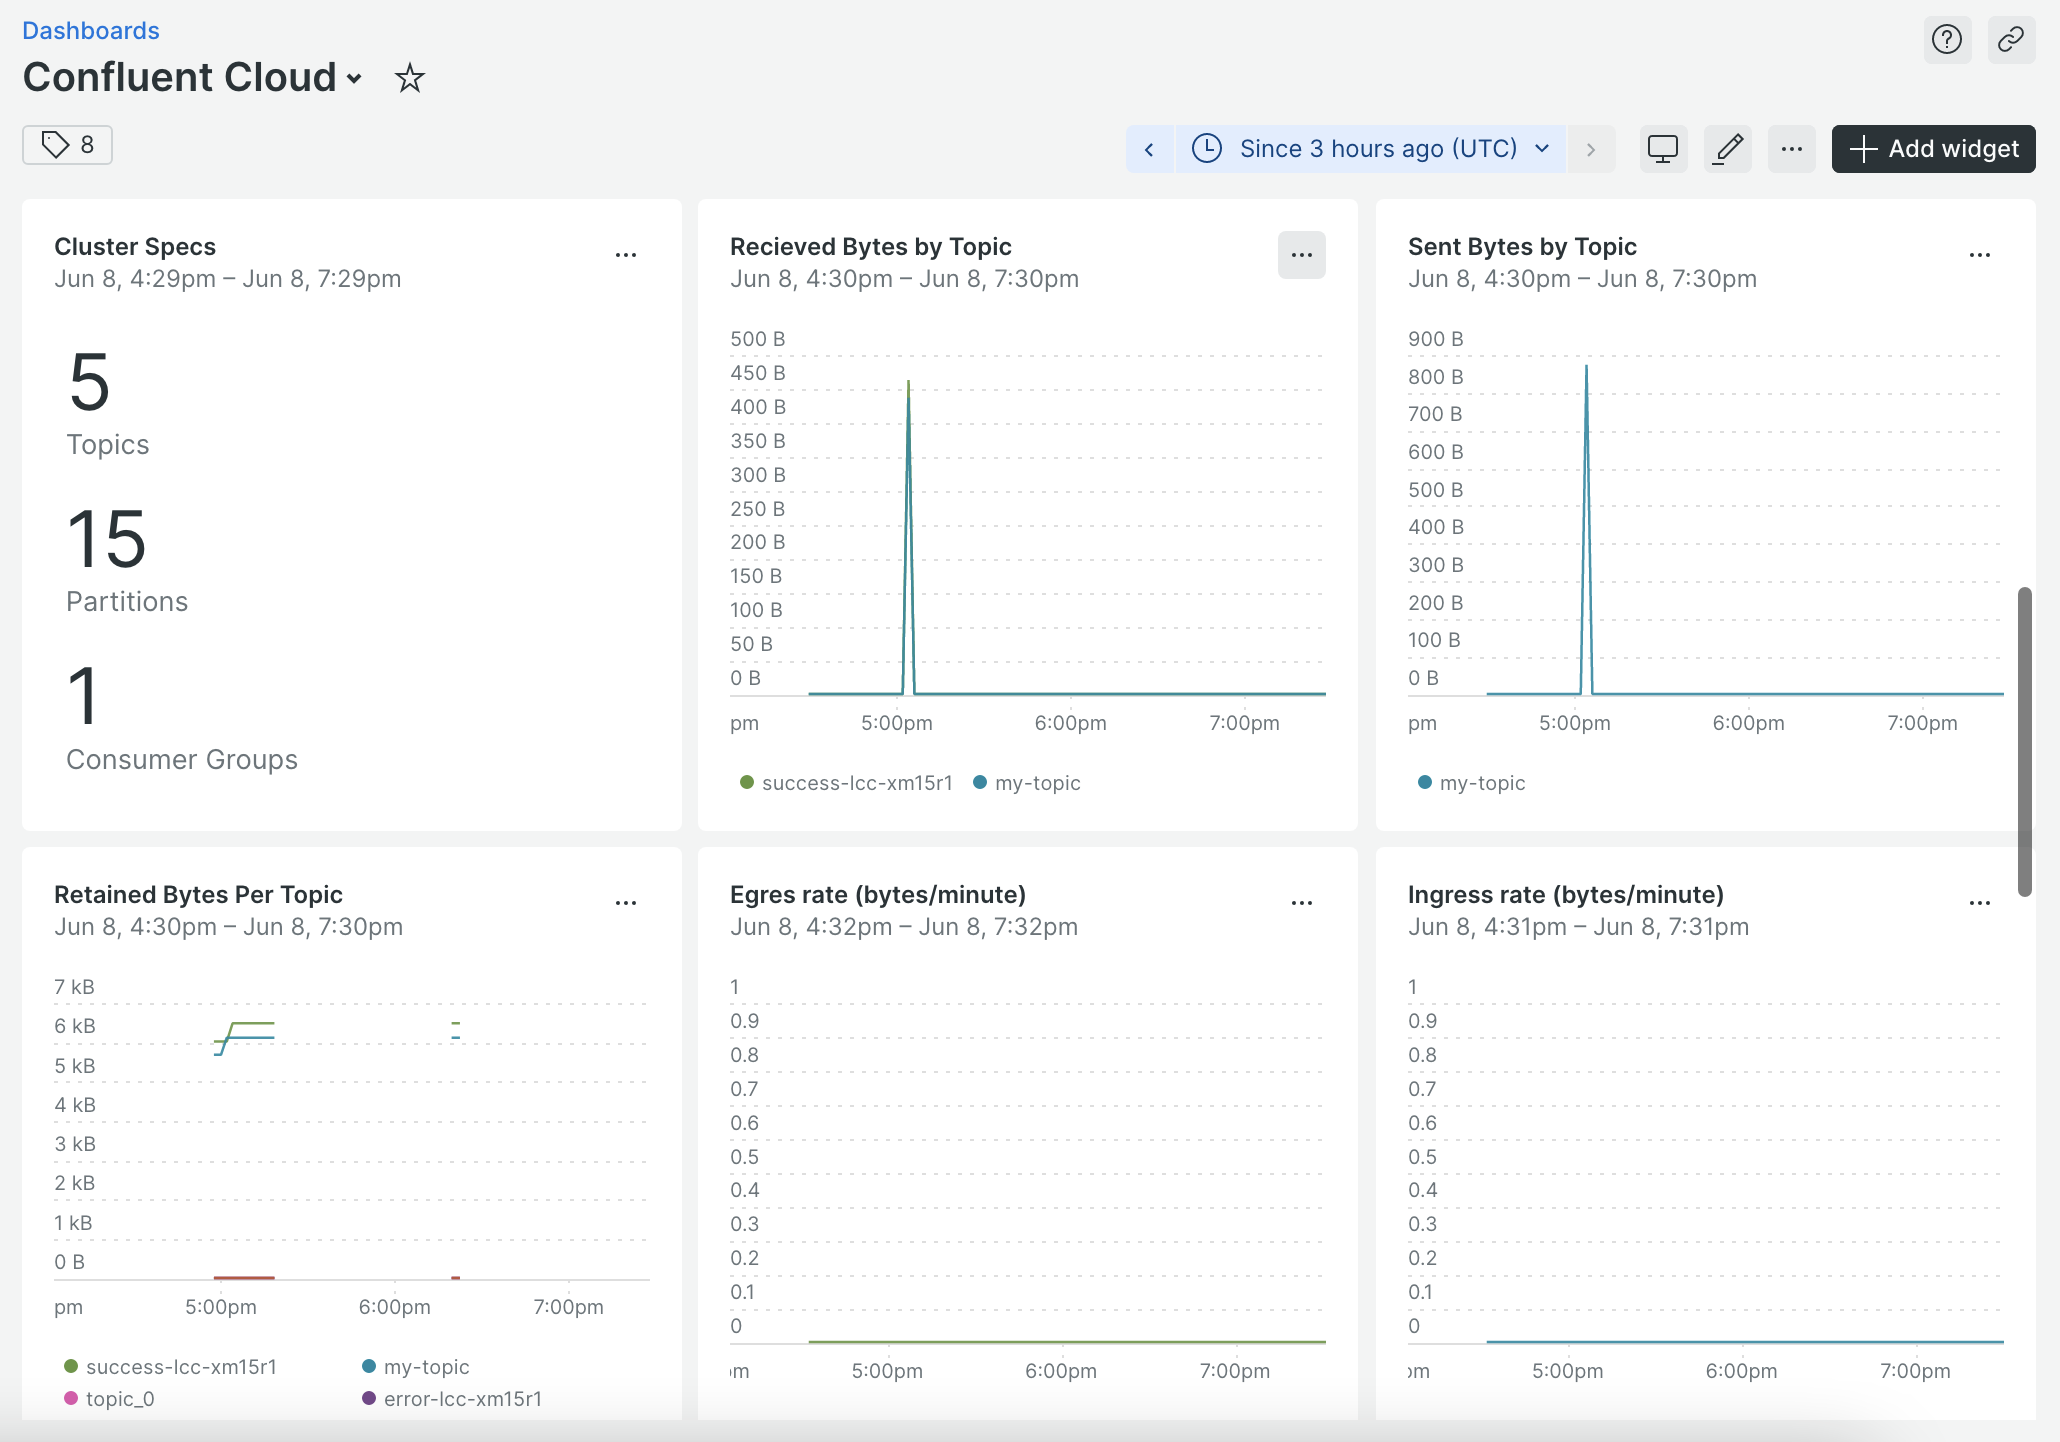 Dashboards
Confluent Cloud
8
Since 3 hours ago (UTC)
Add widget
Cluster Specs
Jun 8, 4:29pm – Jun 8, 7:29pm
5
Topics
15
Partitions
1
Consumer Groups
Recieved Bytes by Topic
Jun 8, 4:30pm – Jun 8, 7:30pm
500 B
450 B
400 B
350 B
300 B
250 B
200 B
150 B
100 B
50 B
0 B
pm 5:00pm 6:00pm 7:00pm
success-lcc-xm15r1 my-topic
Sent Bytes by Topic
Jun 8, 4:30pm – Jun 8, 7:30pm
900 B
800 B
700 B
600 B
500 B
400 B
300 B
200 B
100 B
0 B
pm 5:00pm 6:00pm 7:00pm
my-topic
Retained Bytes Per Topic
Jun 8, 4:30pm – Jun 8, 7:30pm
7 kB
6 kB
5 kB
4 kB
3 kB
2 kB
1 kB
0 B
pm 5:00pm 6:00pm 7:00pm
success-lcc-xm15r1 my-topic
topic_0 error-lcc-xm15r1
Egres rate (bytes/minute)
Jun 8, 4:32pm – Jun 8, 7:32pm
1
0.9
0.8
0.7
0.6
0.5
0.4
0.3
0.2
0.1
0
m 5:00pm 6:00pm 7:00pm
Ingress rate (bytes/minute)
Jun 8, 4:31pm – Jun 8, 7:31pm
1
0.9
0.8
0.7
0.6
0.5
0.4
0.3
0.2
0.1
0
pm 5:00pm 6:00pm 7:00pm